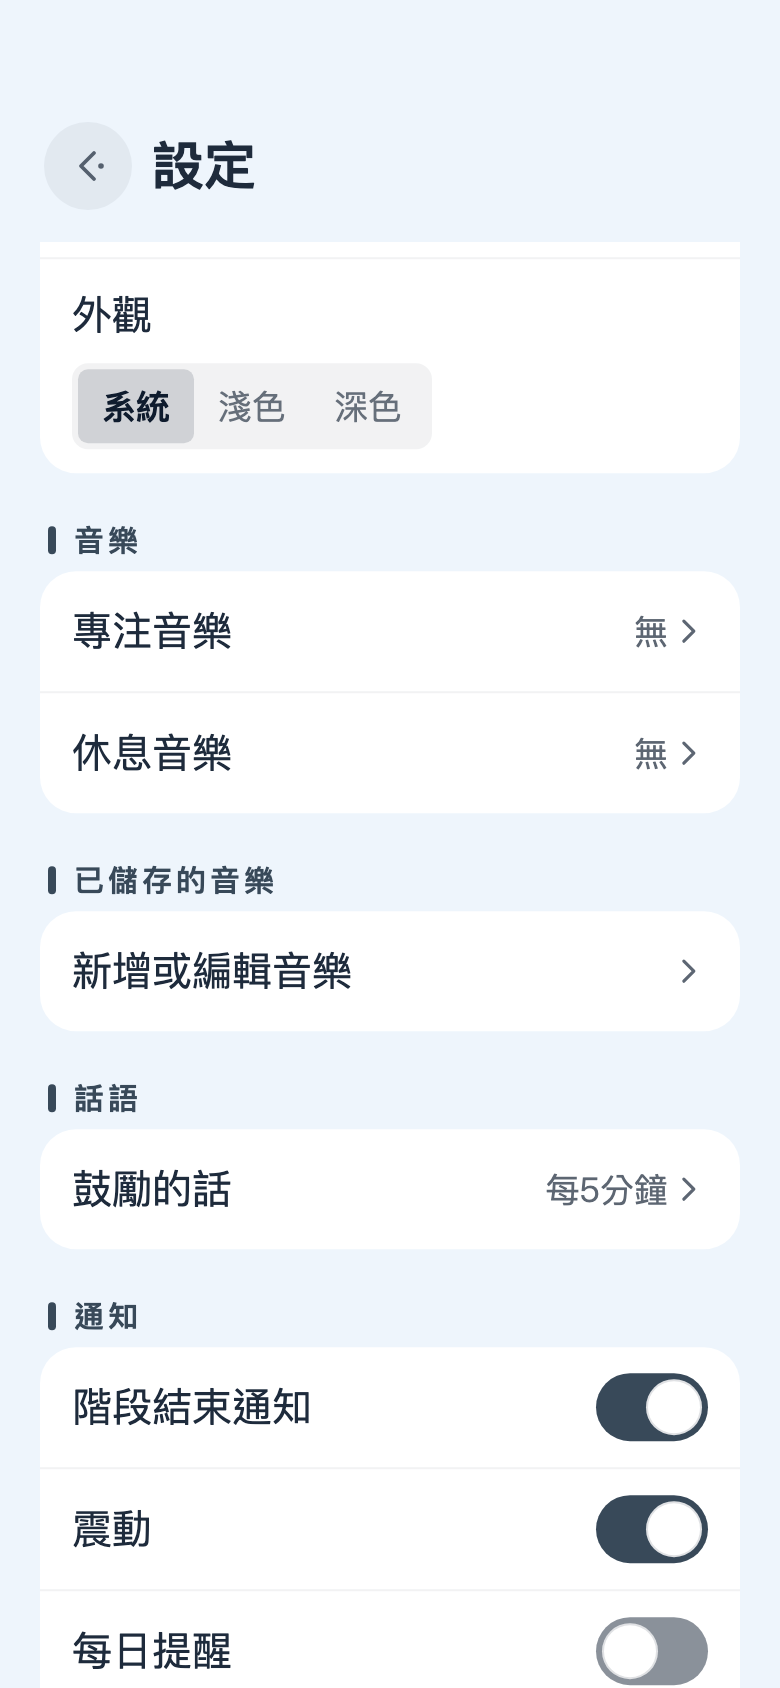 設定
外觀
系統 淺色 深色
音樂
專注音樂 無
休息音樂 無
已儲存的音樂
新增或編輯音樂
話語
鼓勵的話 每5分鐘
通知
階段結束通知
震動
每日提醒